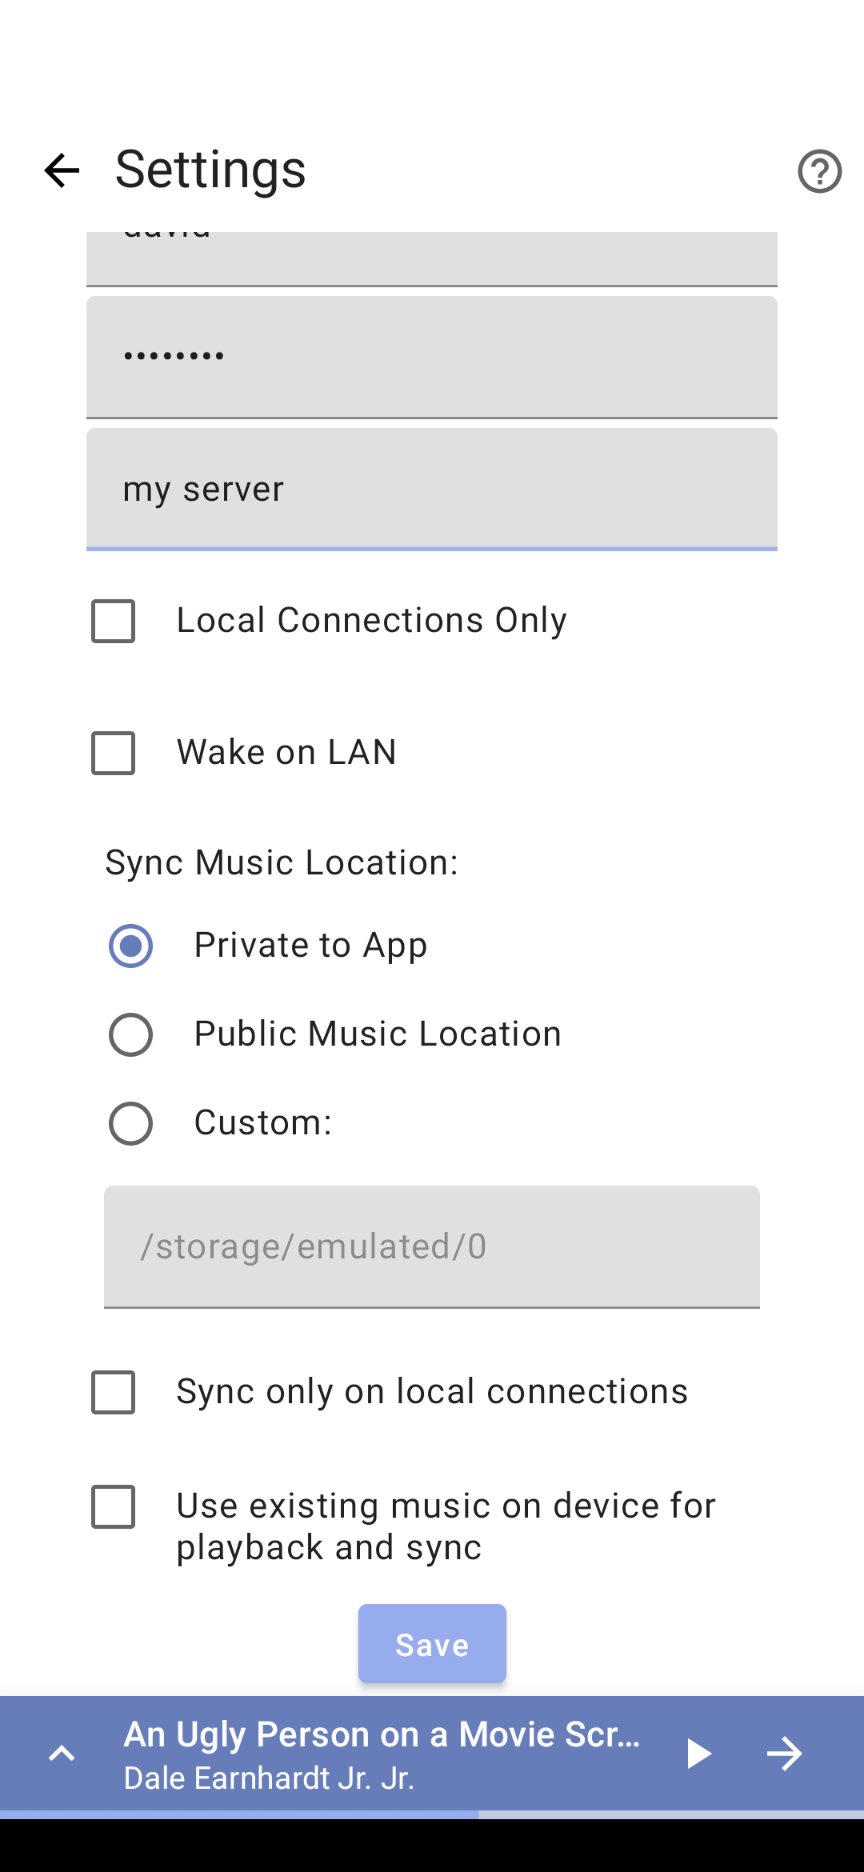 Settings
david
••••••••
my server
Local Connections Only
Wake on LAN
Sync Music Location:
Private to App
Public Music Location
Custom:
/storage/emulated/0
Sync only on local connections
Use existing music on device for
playback and sync
Save
An Ugly Person on a Movie Scr...
Dale Earnhardt Jr. Jr.